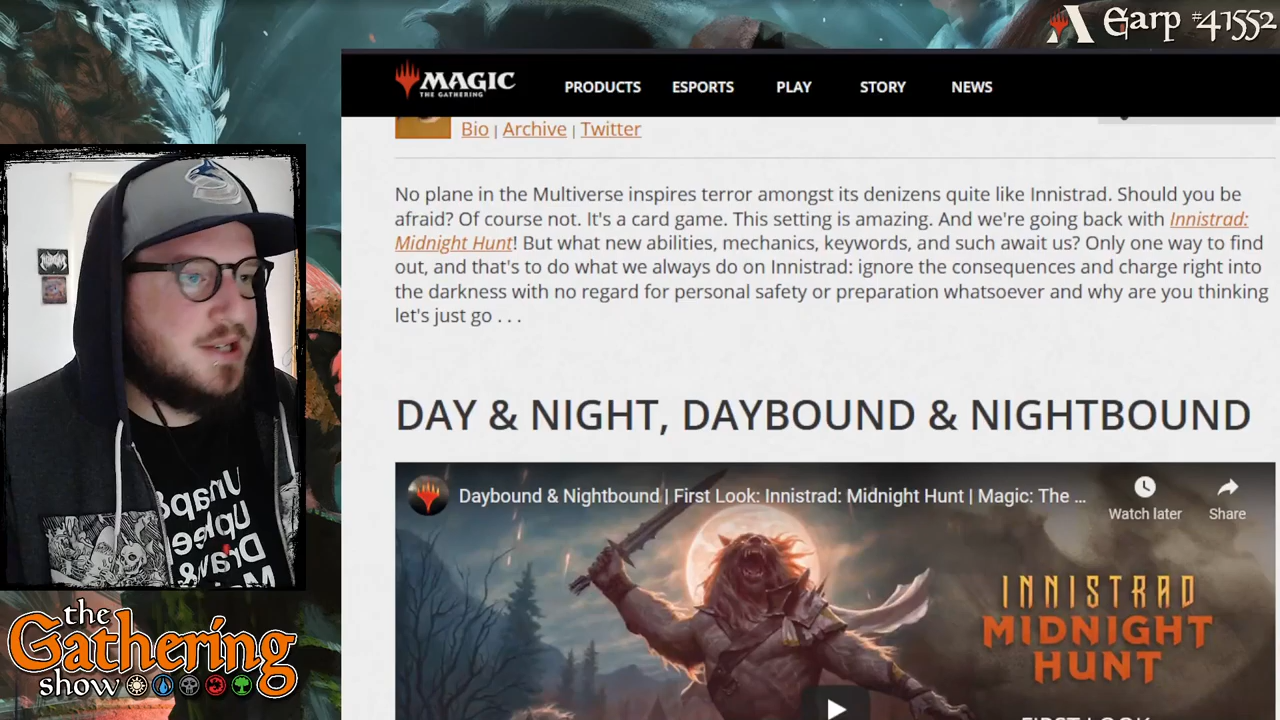 Garp #41552
MAGIC
THE GATHERING
PRODUCTS ESPORTS PLAY STORY NEWS
Bio | Archive | Twitter
No plane in the Multiverse inspires terror amongst its denizens quite like Innistrad. Should you be
afraid? Of course not. It's a card game. This setting is amazing. And we're going back with Innistrad:
Midnight Hunt! But what new abilities, mechanics, keywords, and such await us? Only one way to find
out, and that's to do what we always do on Innistrad: ignore the consequences and charge right into
the darkness with no regard for personal safety or preparation whatsoever and why are you thinking
let's just go . . .
DAY & NIGHT, DAYBOUND & NIGHTBOUND
Daybound & Nightbound | First Look: Innistrad: Midnight Hunt | Magic: The ...
Watch later
Share
INNISTRAD
MIDNIGHT
HUNT
FIRST LOOK
the
Gathering
show